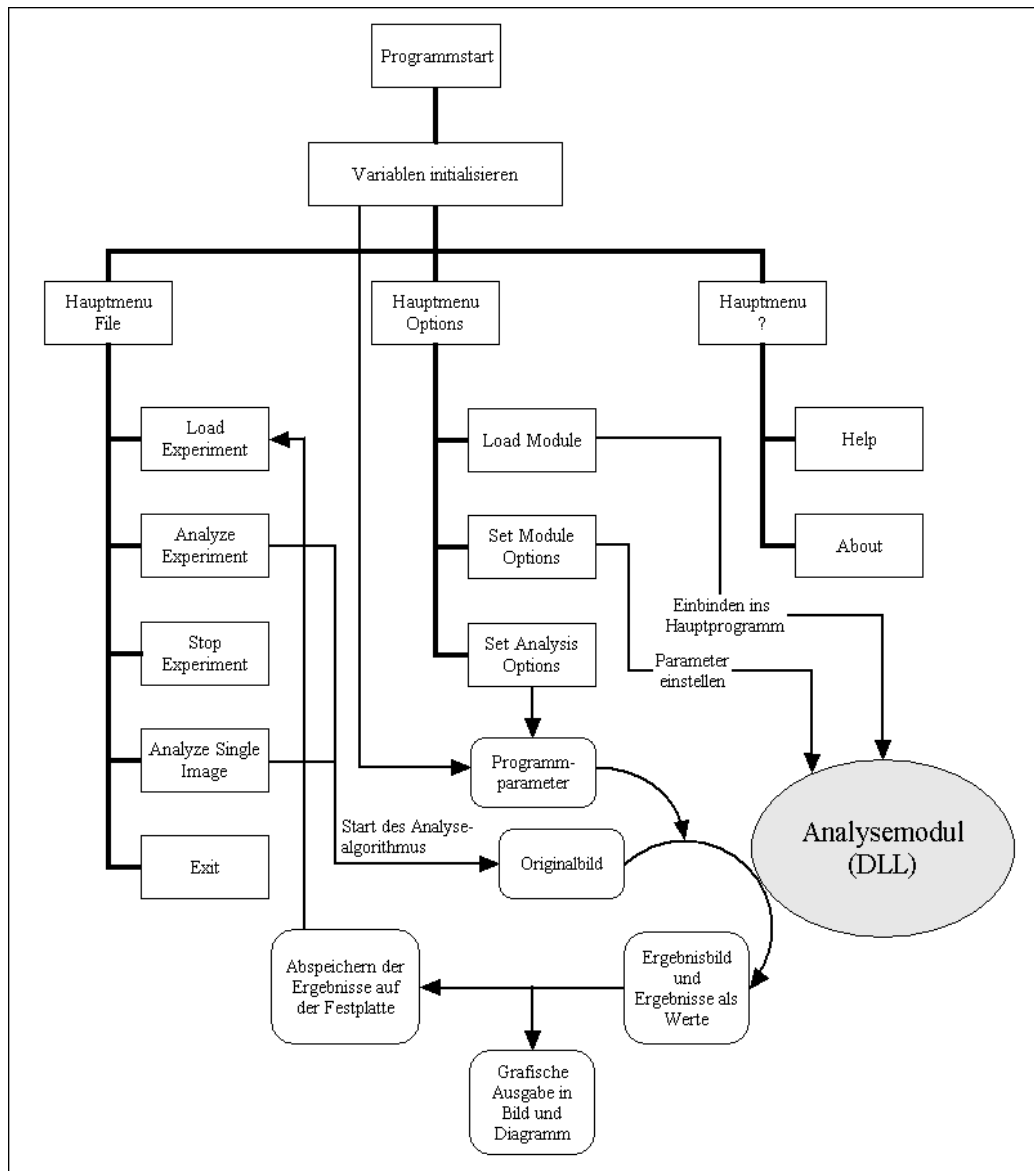 Programmstart
Variablen initialisieren
Hauptmenu
File
Hauptmenu
Options
Hauptmenu
?
Load
Experiment
Load Module
Help
Analyze
Experiment
Set Module
Options
About
Einbinden ins
Hauptprogramm
Stop
Experiment
Set Analysis
Options
Parameter
einstellen
Analyze Single
Image
Programm-
parameter
Start des Analyse-
algorithmus
Analysemodul
(DLL)
Exit
Originalbild
Abspeichern der
Ergebnisse auf
der Festplatte
Ergebnisbild
und
Ergebnisse als
Werte
Grafische
Ausgabe in
Bild und
Diagramm